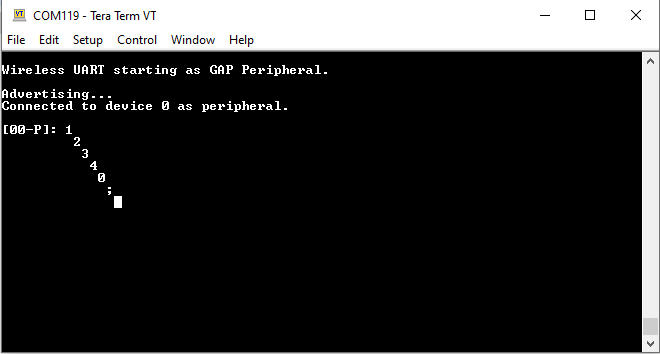 COM119 - Tera Term VT
File Edit Setup Control Window Help
Wireless UART starting as GAP Peripheral.
Advertising...
Connected to device 0 as peripheral.
[00-P]: 1
2
3
4
0
;